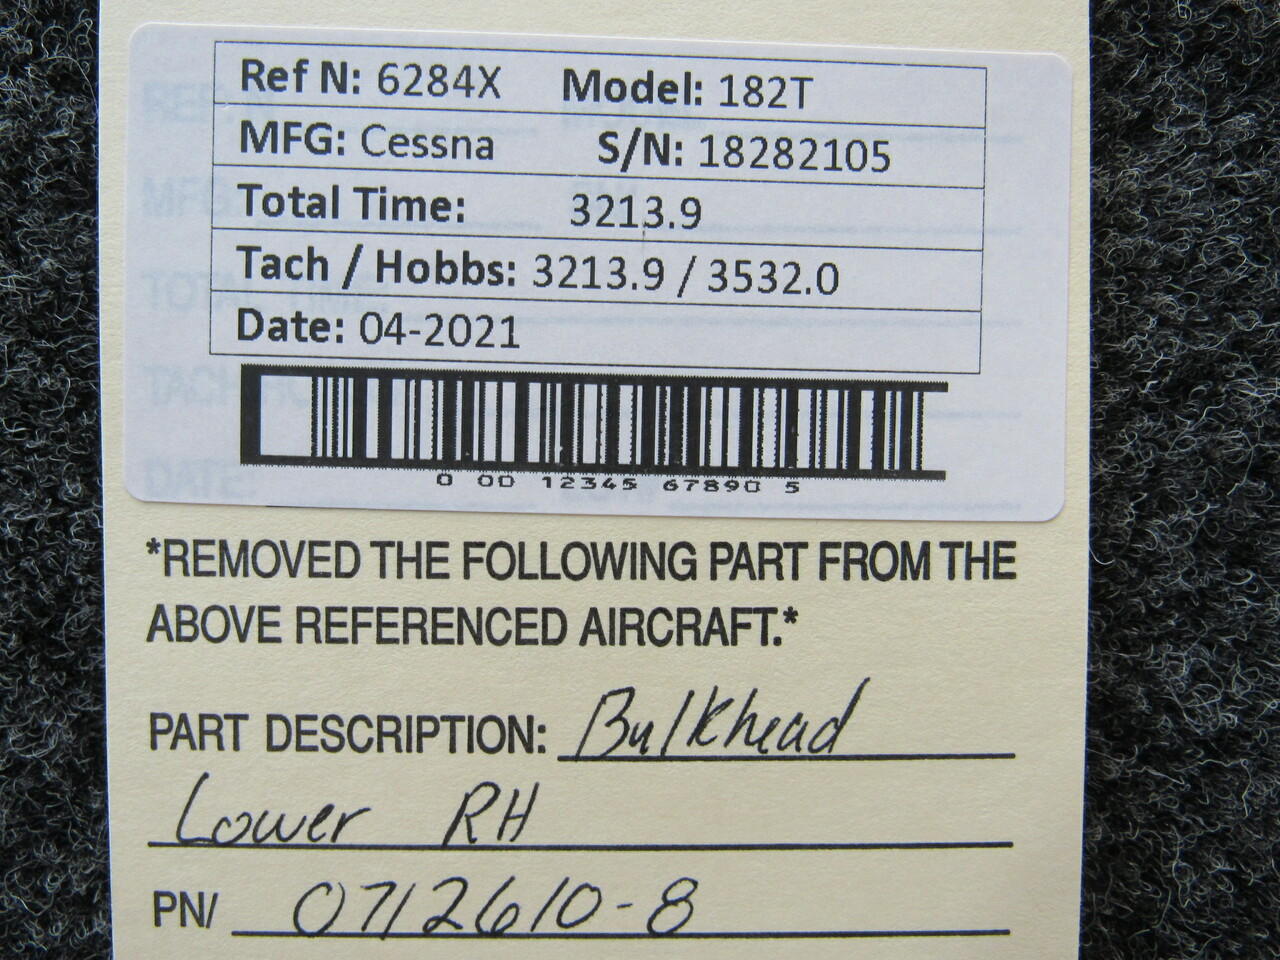 Ref N: 6284X Model: 182T
MFG: Cessna S/N: 18282105
Total Time: 3213.9
Tach / Hobbs: 3213.9 / 3532.0
Date: 04-2021
0 00 12345 67890 5
*REMOVED THE FOLLOWING PART FROM THE
ABOVE REFERENCED AIRCRAFT.*
PART DESCRIPTION: Bulkhead
Lower RH
PN/ 0712610-8